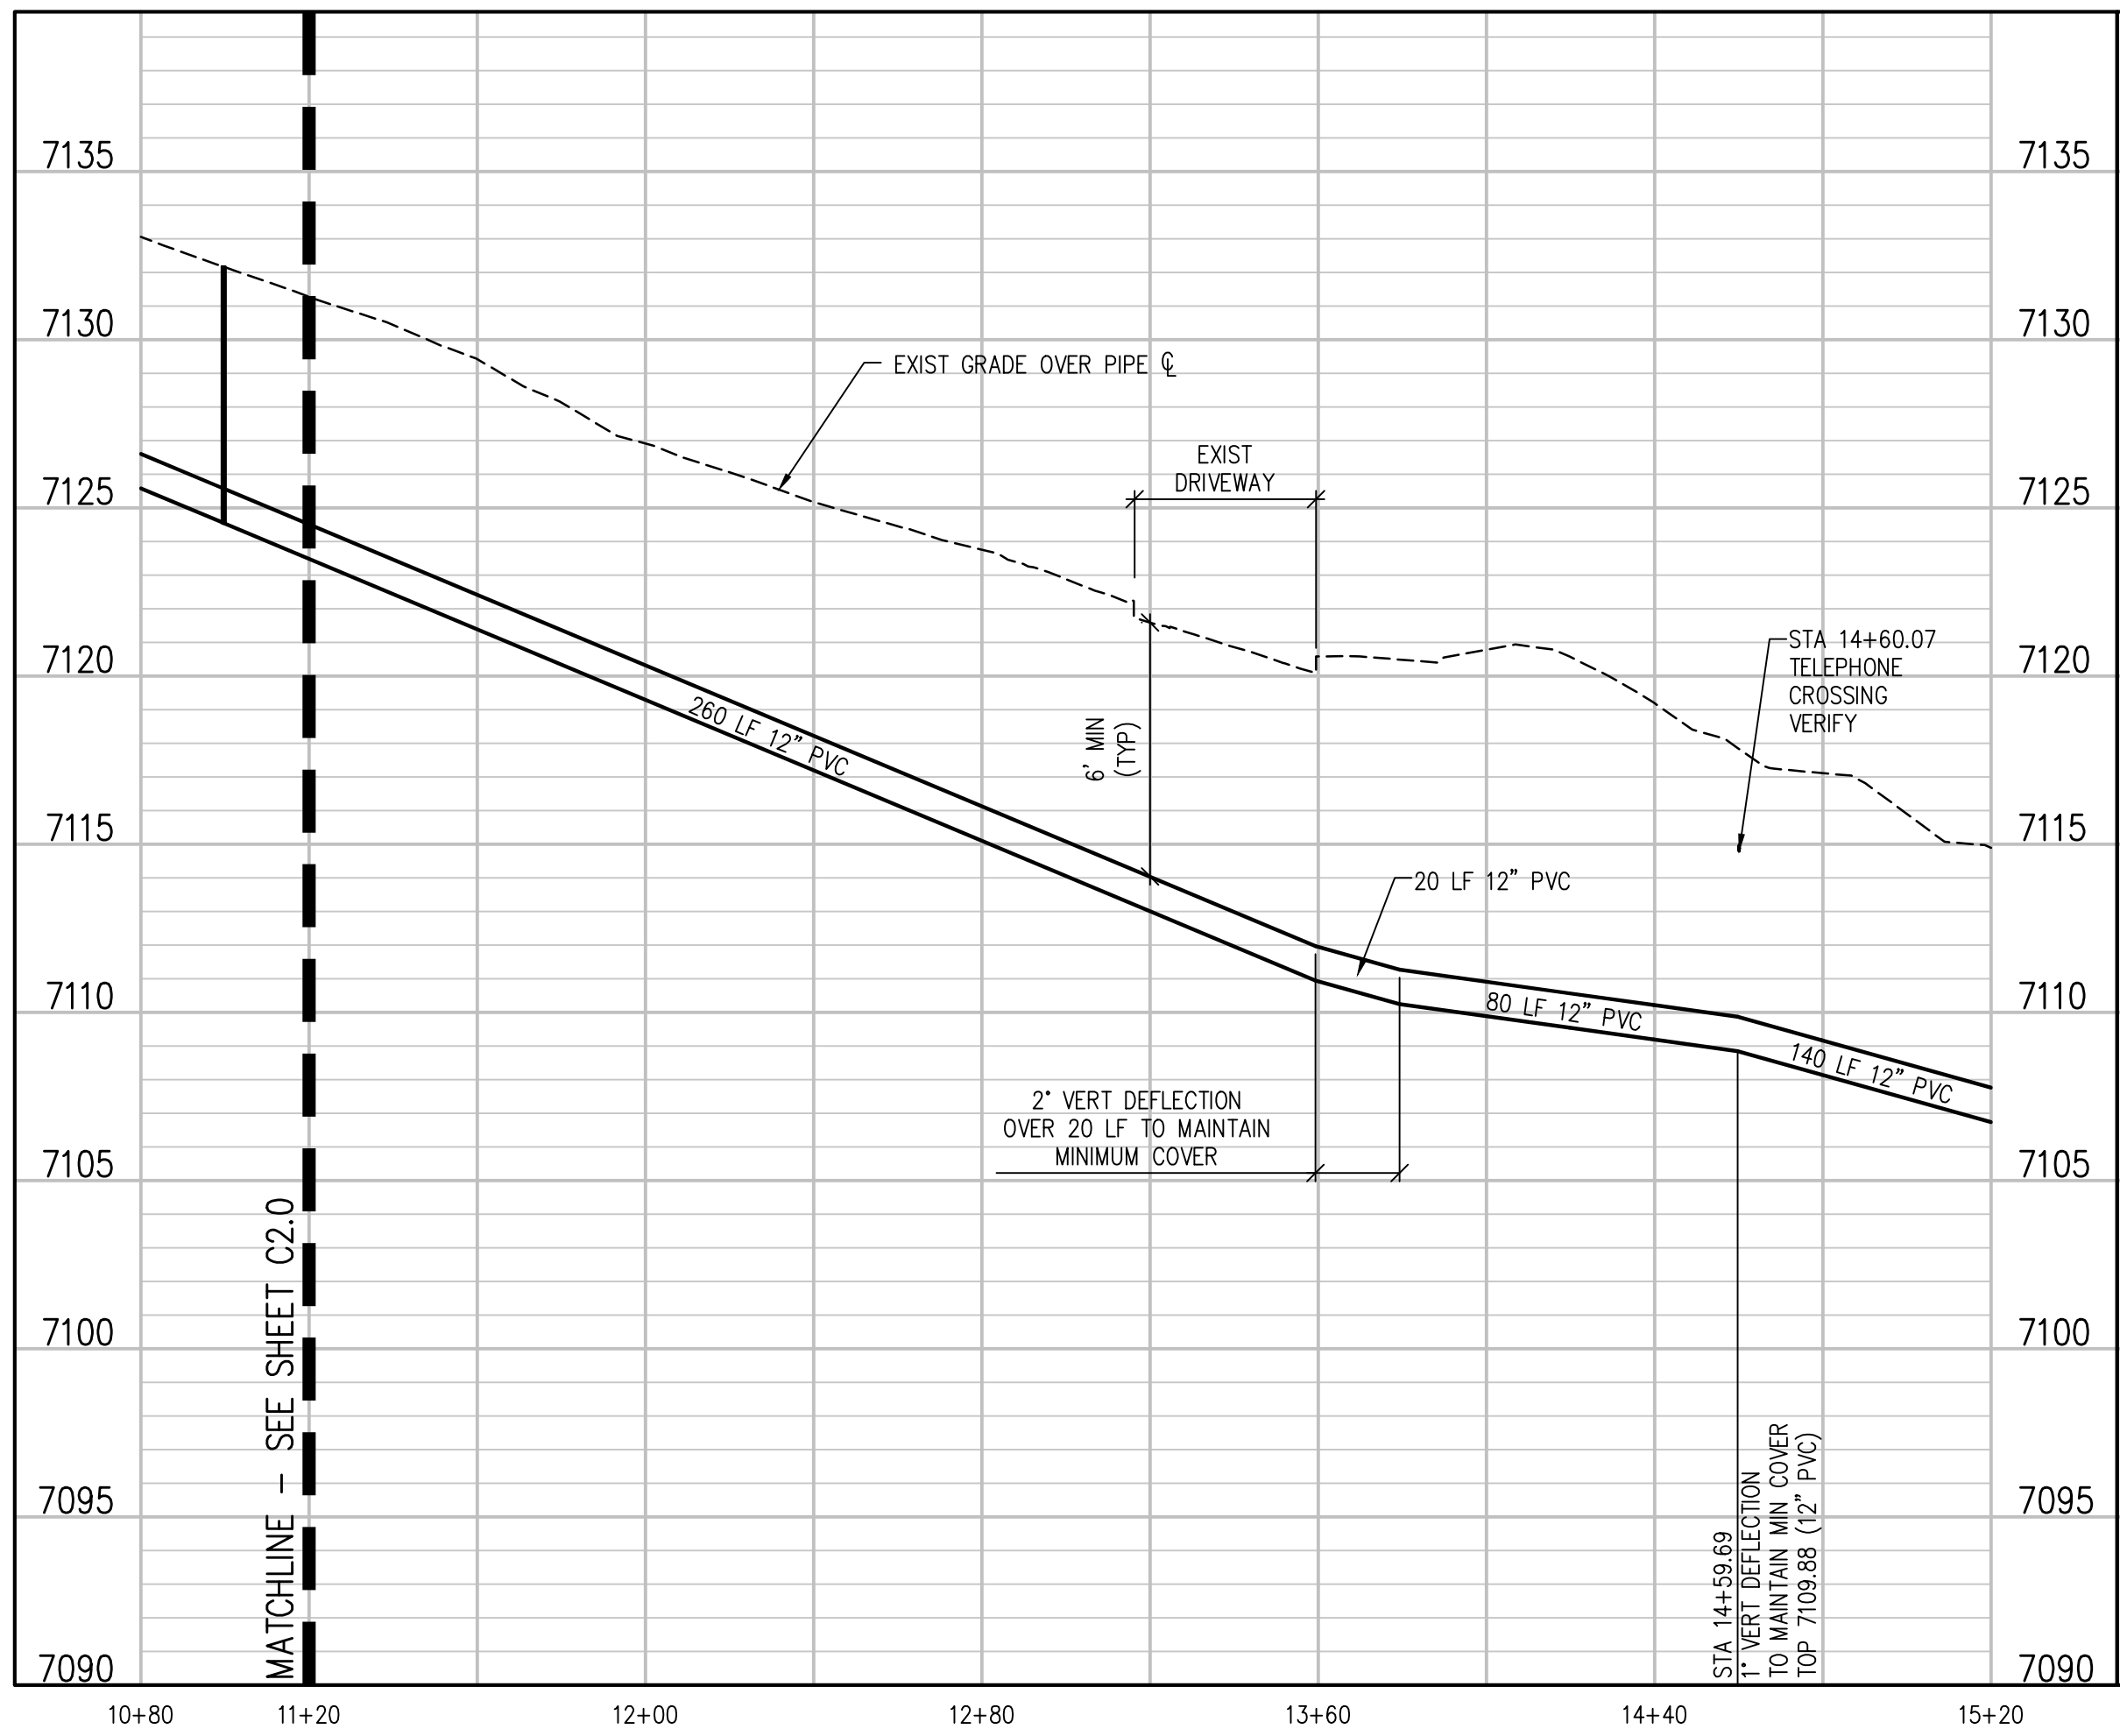 7135
7130
7125
7120
7115
7110
7105
7100
7095
7090
MATCHLINE - SEE SHEET C2.0
EXIST GRADE OVER PIPE ℄
EXIST
DRIVEWAY
260 LF 12" PVC
6' MIN
(TYP)
20 LF 12" PVC
80 LF 12" PVC
140 LF 12" PVC
STA 14+60.07
TELEPHONE
CROSSING
VERIFY
2° VERT DEFLECTION
OVER 20 LF TO MAINTAIN
MINIMUM COVER
STA 14+59.69
1° VERT DEFLECTION
TO MAINTAIN MIN COVER
TOP 7109.88 (12" PVC)
7135
7130
7125
7120
7115
7110
7105
7100
7095
7090
10+80 11+20 12+00 12+80 13+60 14+40 15+20